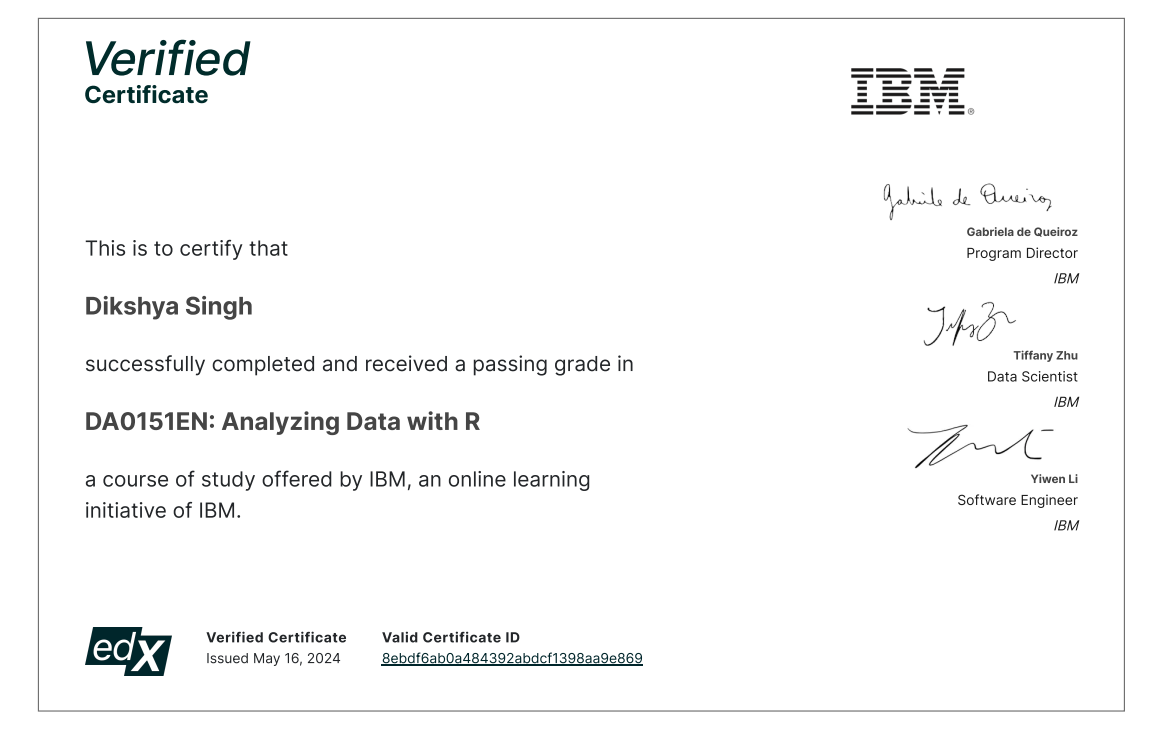 Verified
Certificate
IBM®
This is to certify that
Dikshya Singh
successfully completed and received a passing grade in
DA0151EN: Analyzing Data with R
a course of study offered by IBM, an online learning
initiative of IBM.
Gabriela de Queiroz
Gabriela de Queiroz
Program Director
IBM
Tiffany Zhu
Data Scientist
IBM
Yiwen Li
Software Engineer
IBM
edX
Verified Certificate
Issued May 16, 2024
Valid Certificate ID
8ebdf6ab0a484392abdcf1398aa9e869